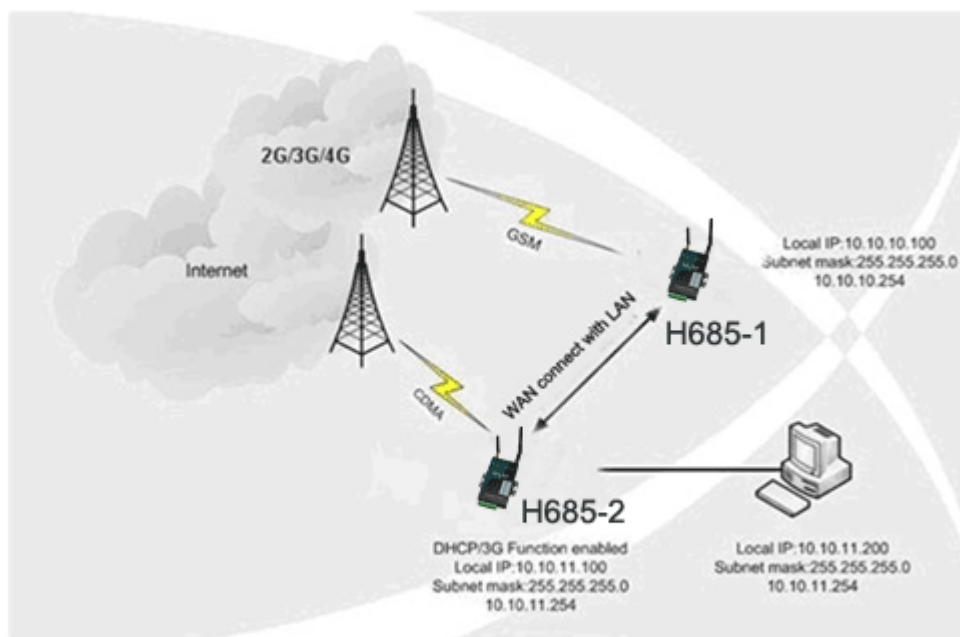 2G/3G/4G
GSM
Internet
Local IP:10.10.10.100
Subnet mask:255.255.255.0
10.10.10.254
H685-1
WAN connect with LAN
CDMA
H685-2
DHCP/3G Function enabled
Local IP:10.10.11.100
Subnet mask:255.255.255.0
10.10.11.254
Local IP:10.10.11.200
Subnet mask:255.255.255.0
10.10.11.254